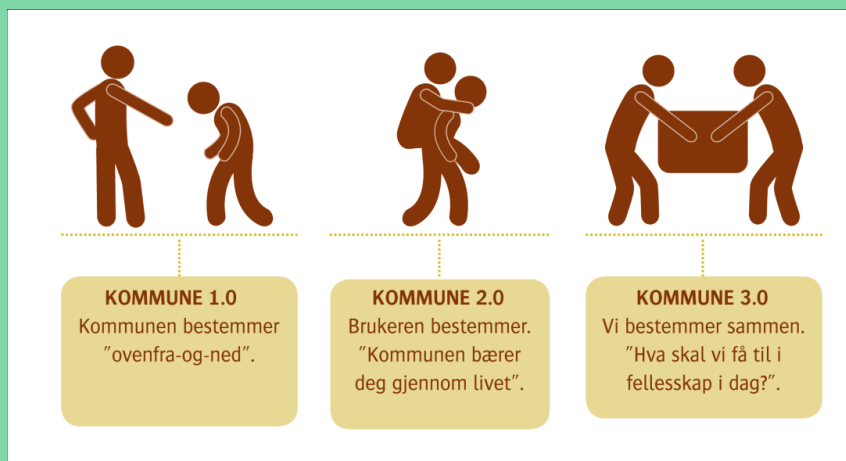 KOMMUNE 1.0
Kommunen bestemmer
”ovenfra-og-ned”.
KOMMUNE 2.0
Brukeren bestemmer.
”Kommunen bærer
deg gjennom livet”.
KOMMUNE 3.0
Vi bestemmer sammen.
”Hva skal vi få til i
fellesskap i dag?”.